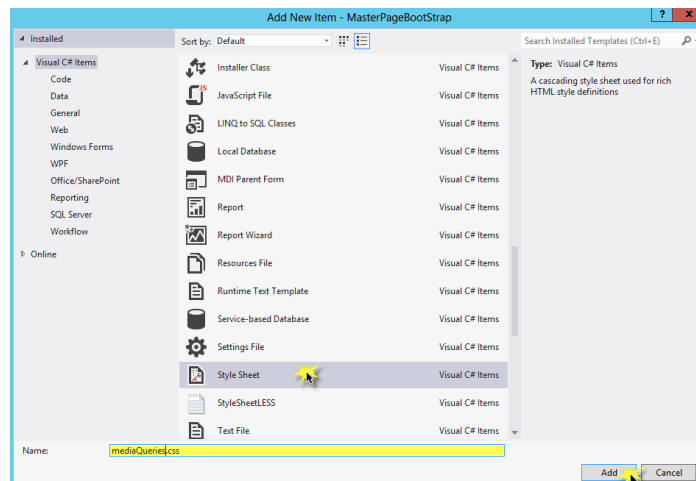 Add New Item - MasterPageBootStrap
? x
Installed
Sort by: Default
Search Installed Templates (Ctrl+E)
Visual C# Items
Code
Data
General
Web
Windows Forms
WPF
Office/SharePoint
Reporting
SQL Server
Workflow
Online
Installer Class Visual C# Items
JS JavaScript File Visual C# Items
LINQ to SQL Classes Visual C# Items
Local Database Visual C# Items
MDI Parent Form Visual C# Items
Report Visual C# Items
Report Wizard Visual C# Items
Resources File Visual C# Items
Runtime Text Template Visual C# Items
Service-based Database Visual C# Items
Settings File Visual C# Items
Style Sheet Visual C# Items
StyleSheetLESS Visual C# Items
Text File Visual C# Items
Type: Visual C# Items
A cascading style sheet used for rich
HTML style definitions
Name: mediaQueries.css
Add Cancel